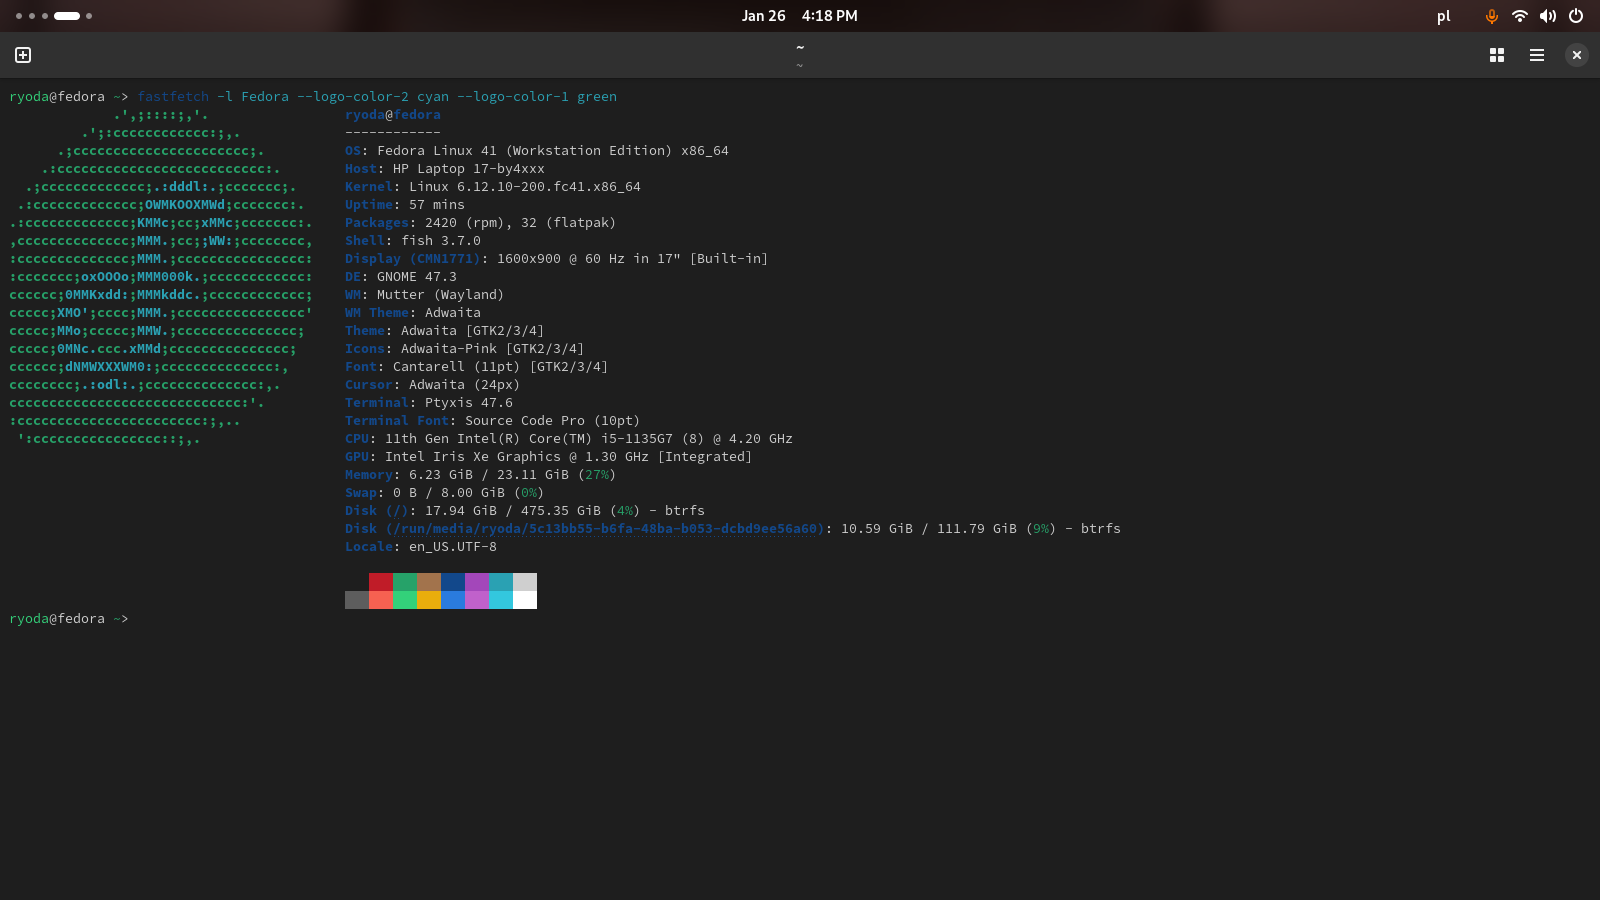 Jan 26 4:18 PM pl
~
~
ryoda@fedora ~> fastfetch -l Fedora --logo-color-2 cyan --logo-color-1 green
             .',;::::;,'.                 ryoda@fedora
         .';:cccccccccccc:;,.             ------------
      .;cccccccccccccccccccccc;.          OS: Fedora Linux 41 (Workstation Edition) x86_64
    .:cccccccccccccccccccccccccc:.        Host: HP Laptop 17-by4xxx
  .;ccccccccccccc;.:dddl:.;ccccccc;.      Kernel: Linux 6.12.10-200.fc41.x86_64
 .:ccccccccccccc;OWMKOOXMWd;ccccccc:.     Uptime: 57 mins
.:ccccccccccccc;KMMc;cc;xMMc;ccccccc:.    Packages: 2420 (rpm), 32 (flatpak)
,cccccccccccccc;MMM.;cc;;WW:;cccccccc,    Shell: fish 3.7.0
:cccccccccccccc;MMM.;cccccccccccccccc:    Display (CMN1771): 1600x900 @ 60 Hz in 17" [Built-in]
:ccccccc;oxOOOo;MMM000k.;cccccccccccc:    DE: GNOME 47.3
cccccc;0MMKxdd:;MMMkddc.;cccccccccccc;    WM: Mutter (Wayland)
ccccc;XMO';cccc;MMM.;cccccccccccccccc'    WM Theme: Adwaita
ccccc;MMo;ccccc;MMW.;ccccccccccccccc;     Theme: Adwaita [GTK2/3/4]
ccccc;0MNc.ccc.xMMd;ccccccccccccccc;      Icons: Adwaita-Pink [GTK2/3/4]
cccccc;dNMWXXXWM0:;cccccccccccccc:,       Font: Cantarell (11pt) [GTK2/3/4]
cccccccc;.:odl:.;cccccccccccccc:,.        Cursor: Adwaita (24px)
ccccccccccccccccccccccccccccc:'.          Terminal: Ptyxis 47.6
:ccccccccccccccccccccccc:;,..             Terminal Font: Source Code Pro (10pt)
 ':cccccccccccccccc::;,.                  CPU: 11th Gen Intel(R) Core(TM) i5-1135G7 (8) @ 4.20 GHz
GPU: Intel Iris Xe Graphics @ 1.30 GHz [Integrated]
Memory: 6.23 GiB / 23.11 GiB (27%)
Swap: 0 B / 8.00 GiB (0%)
Disk (/): 17.94 GiB / 475.35 GiB (4%) - btrfs
Disk (/run/media/ryoda/5c13bb55-b6fa-48ba-b053-dcbd9ee56a60): 10.59 GiB / 111.79 GiB (9%) - btrfs
Locale: en_US.UTF-8
ryoda@fedora ~>